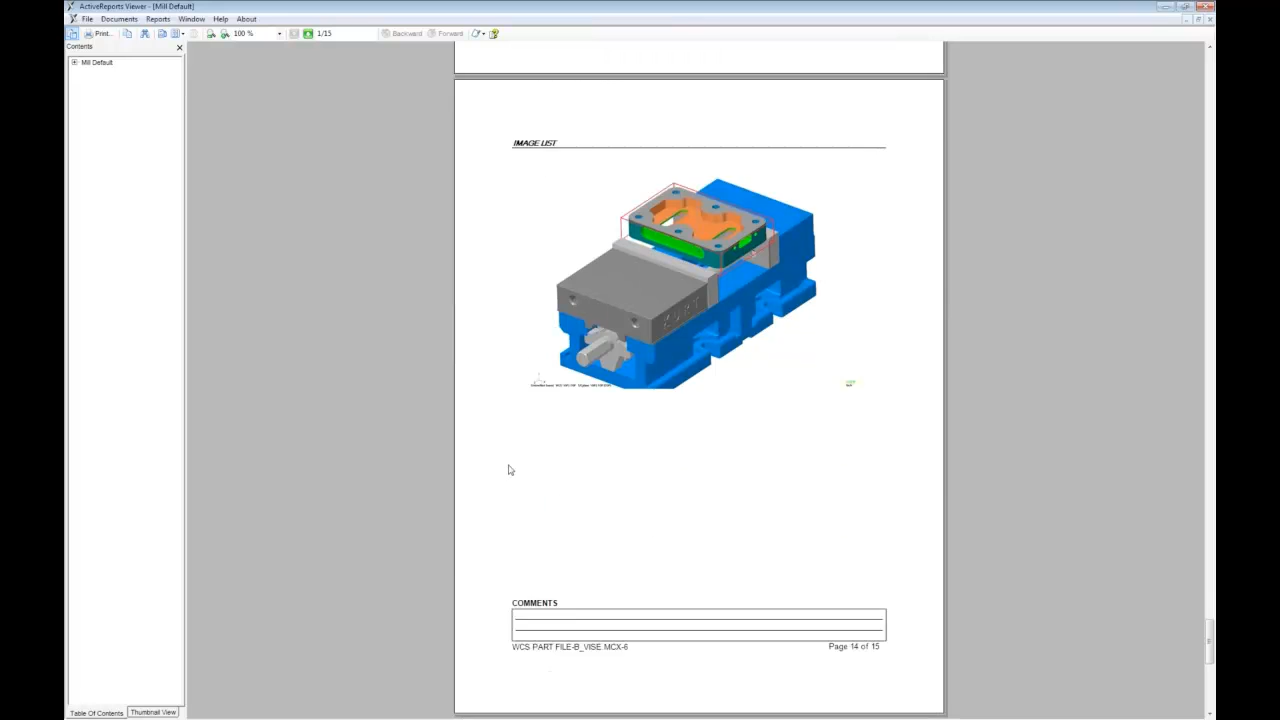 ActiveReports Viewer - [Mill Default]
File Documents Reports Window Help About
Print... 100 % 1/15 Backward Forward
Contents
Mill Default
IMAGE LIST
KURT
COMMENTS
WCS PART FILE-B_VISE MCX-6 Page 14 of 15
Table Of Contents Thumbnail View